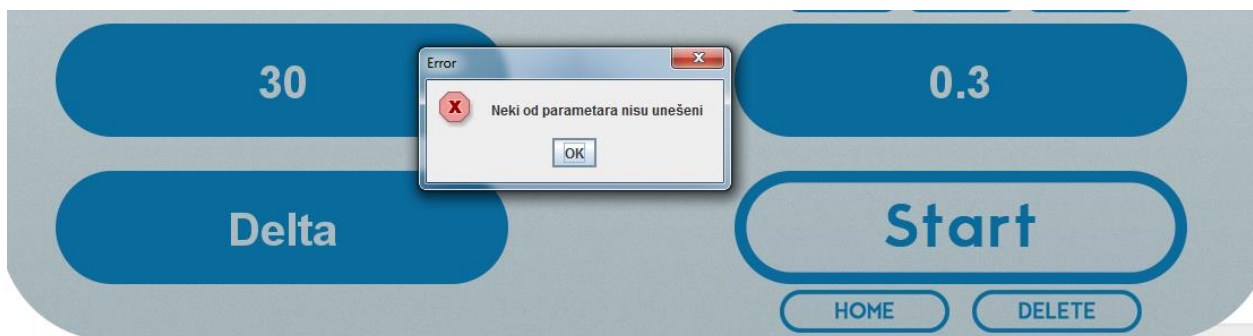 30
Error
x
Neki od parametara nisu unešeni
OK
0.3
Delta
Start
HOME
DELETE